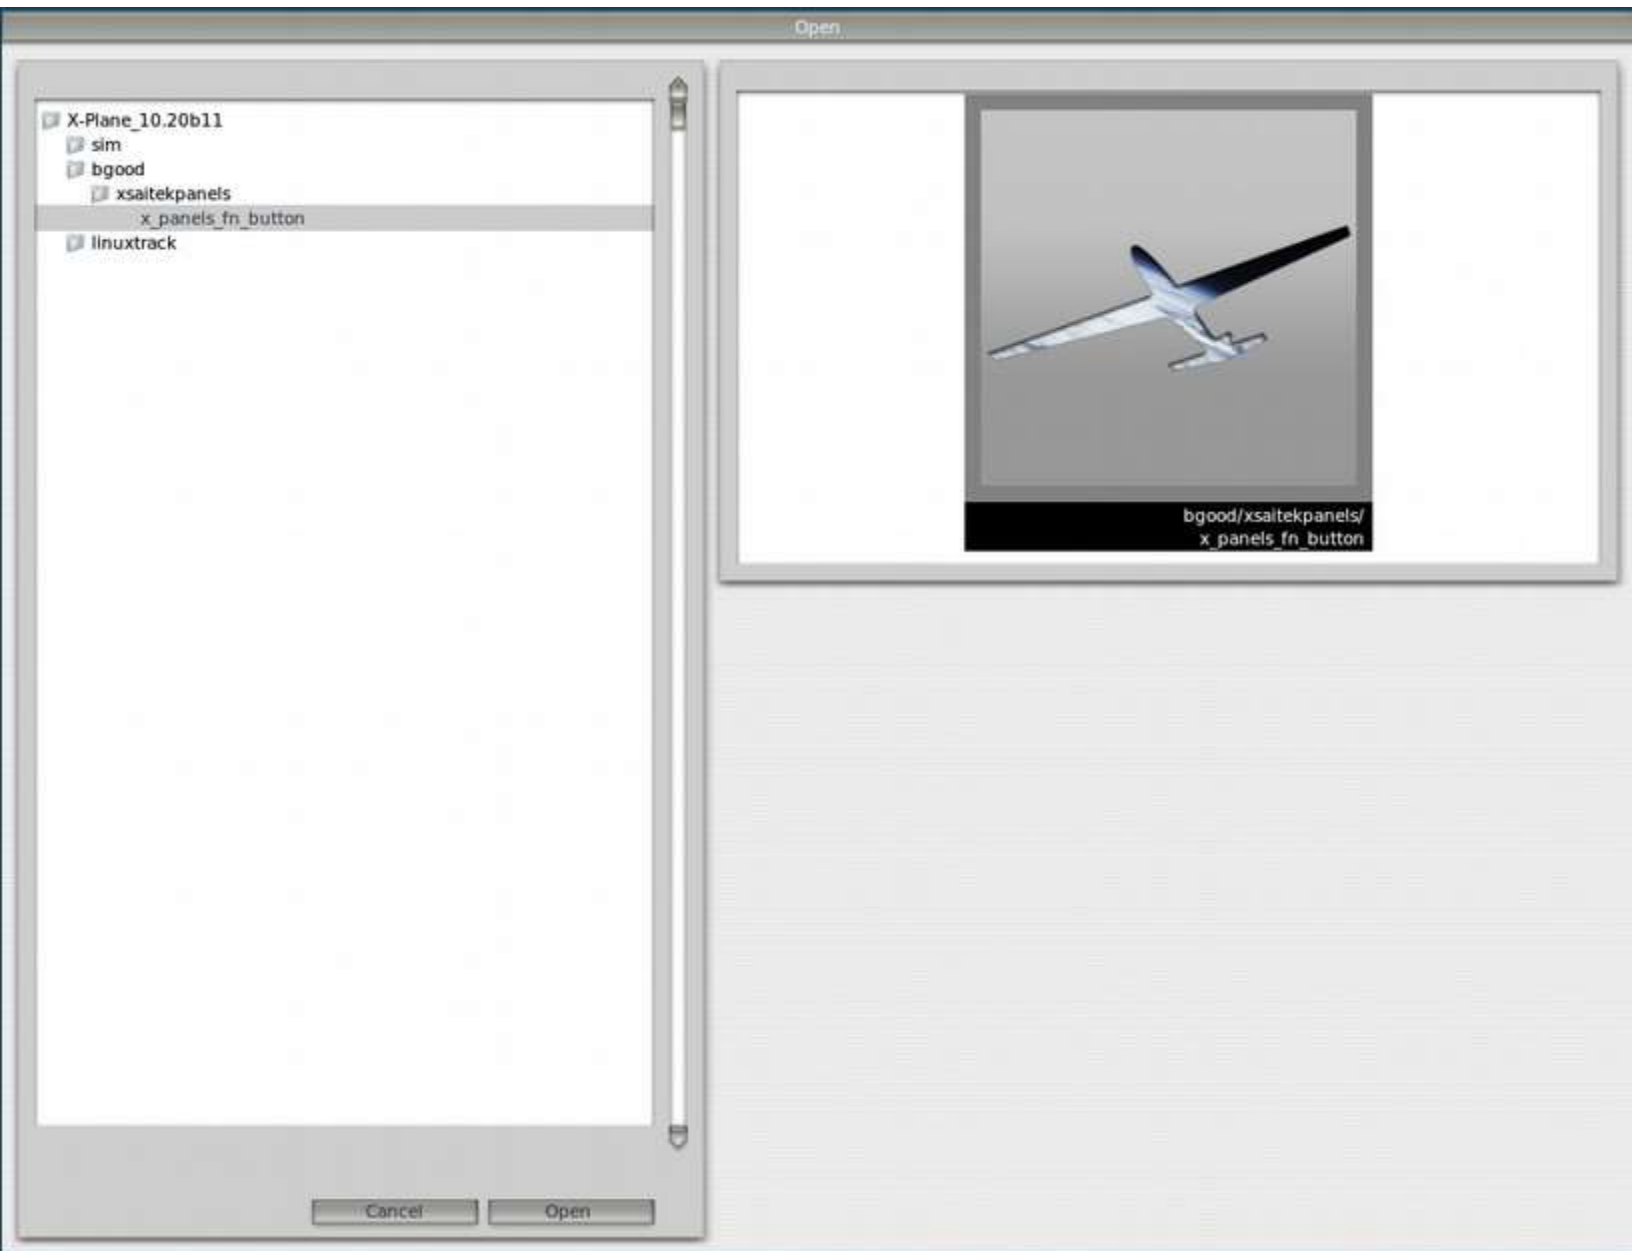 Open
X-Plane_10.20b11
sim
bgood
xsaitekpanels
x_panels_fn_button
linuxtrack
bgood/xsaitekpanels/
x_panels_fn_button
Cancel
Open